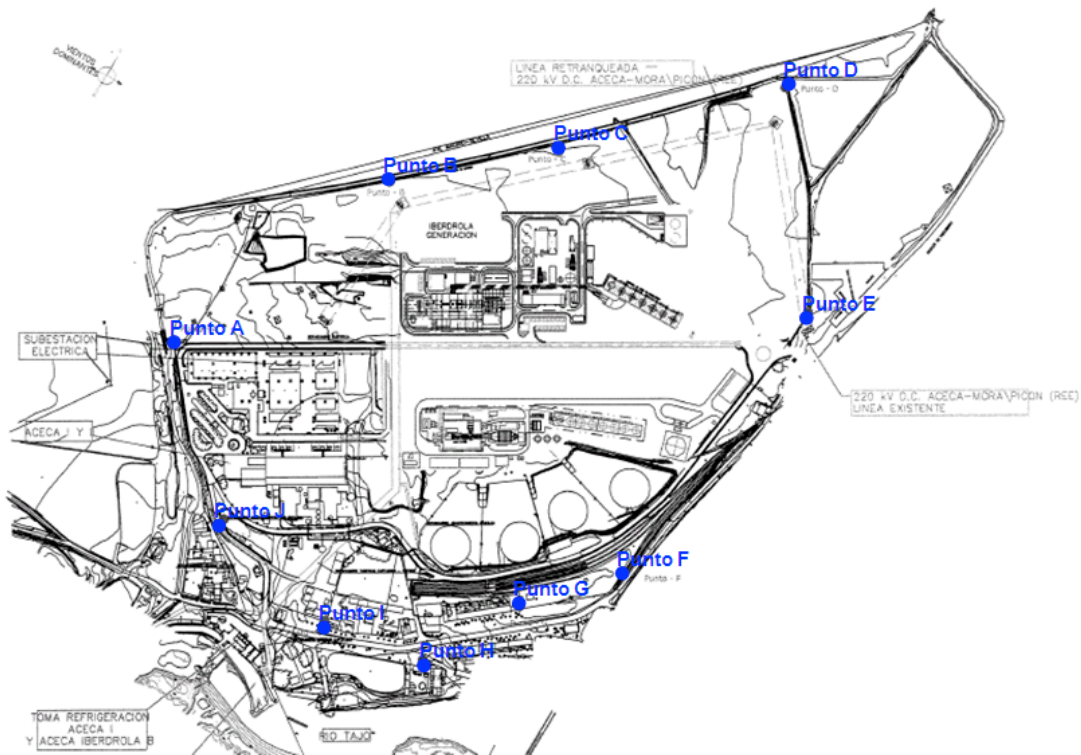 VIENTOS
DOMINANTES
LINEA RETRANQUEADA
220 kV D.C. ACECA-MORA\PICON (REE)
Punto D
Punto - D
Punto C
Punto - C
Punto B
Punto - B
IBERDROLA
GENERACION
Punto E
Punto A
SUBESTACION
ELECTRICA
220 kV D.C. ACECA-MORA\PICON (REE)
LINEA EXISTENTE
ACECA I Y
Punto J
Punto F
Punto - F
Punto G
Punto I
Punto H
TOMA REFRIGERACION
ACECA I
Y ACECA IBERDROLA B
RIO TAJO